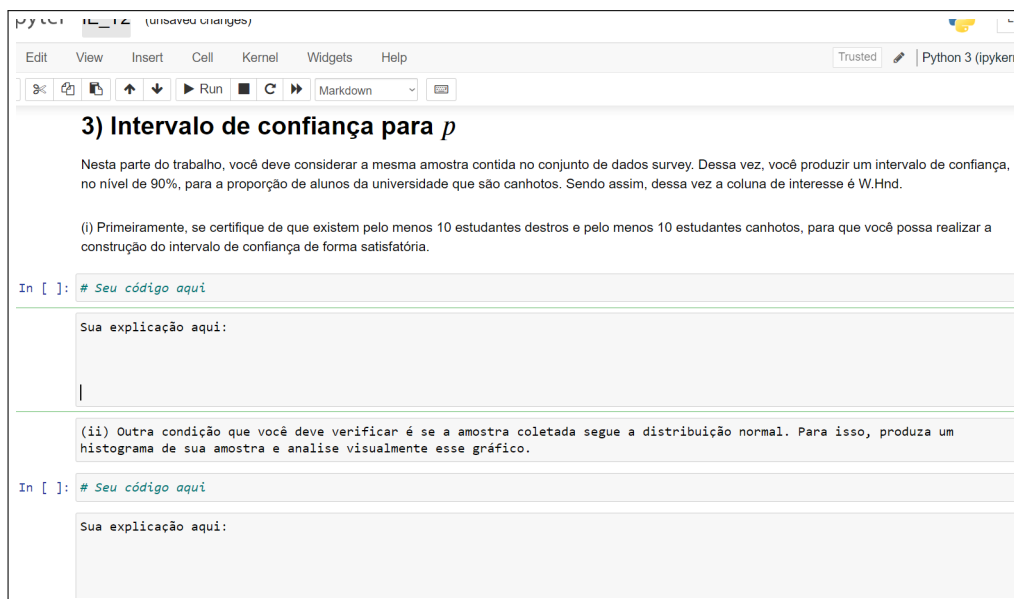 IE_12 (unsaved changes)
Edit View Insert Cell Kernel Widgets Help Trusted Python 3 (ipykern
Run Markdown
3) Intervalo de confiança para p
Nesta parte do trabalho, você deve considerar a mesma amostra contida no conjunto de dados survey. Dessa vez, você produzir um intervalo de confiança,
no nível de 90%, para a proporção de alunos da universidade que são canhotos. Sendo assim, dessa vez a coluna de interesse é W.Hnd.
(i) Primeiramente, se certifique de que existem pelo menos 10 estudantes destros e pelo menos 10 estudantes canhotos, para que você possa realizar a
construção do intervalo de confiança de forma satisfatória.
In [ ]: # Seu código aqui
Sua explicação aqui:
(ii) Outra condição que você deve verificar é se a amostra coletada segue a distribuição normal. Para isso, produza um
histograma de sua amostra e analise visualmente esse gráfico.
In [ ]: # Seu código aqui
Sua explicação aqui: